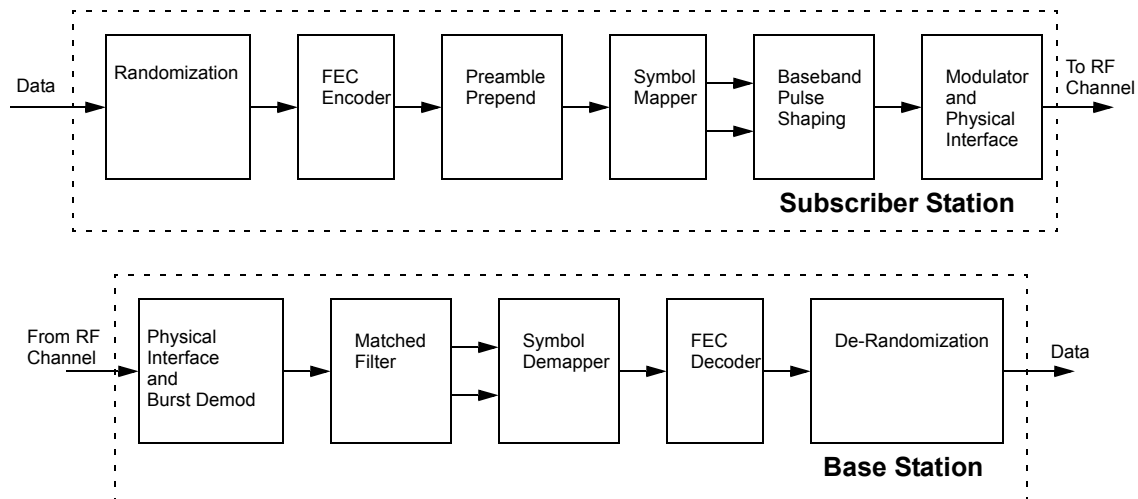 Data
Randomization
FEC
Encoder
Preamble
Prepend
Symbol
Mapper
Baseband
Pulse
Shaping
Modulator
and
Physical
Interface
To RF
Channel
Subscriber Station
From RF
Channel
Physical
Interface
and
Burst Demod
Matched
Filter
Symbol
Demapper
FEC
Decoder
De-Randomization
Data
Base Station